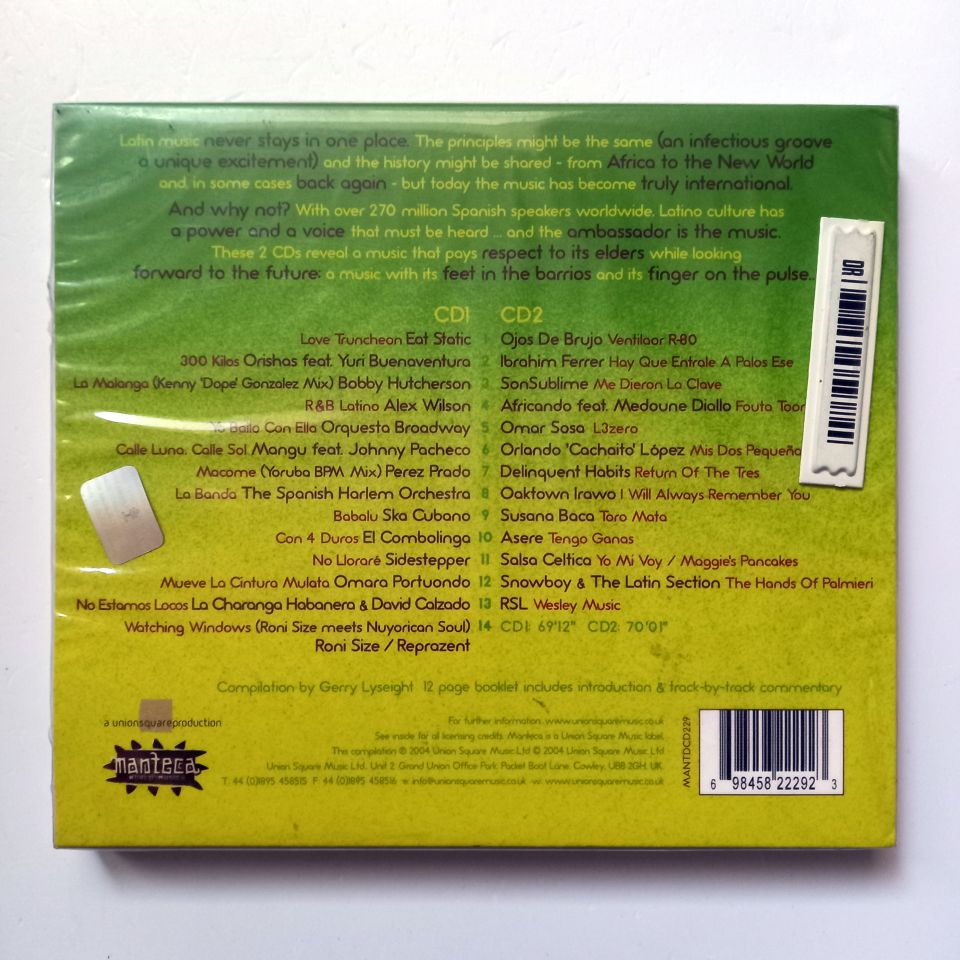 Latin music never stays in one place. The principles might be the same (an infectious groove
a unique excitement) and the history might be shared - from Africa to the New World
and, in some cases back again - but today the music has become truly international.
And why not? With over 270 million Spanish speakers worldwide, Latino culture has
a power and a voice that must be heard ... and the ambassador is the music.
These 2 CDs reveal a music that pays respect to its elders while looking
forward to the future: a music with its feet in the barrios and its finger on the pulse..
CD1
Love Truncheon Eat Static 1
300 Kilos Orishas feat. Yuri Buenaventura 2
La Malanga (Kenny 'Dope' Gonzalez Mix) Bobby Hutcherson 3
R&B Latino Alex Wilson 4
Yo Bailo Con Ella Orquesta Broadway 5
Calle Luna, Calle Sol Mangu feat. Johnny Pacheco 6
Macome (Yoruba BPM Mix) Perez Prado 7
La Banda The Spanish Harlem Orchestra 8
Babalu Ska Cubano 9
Con 4 Duros El Combolinga 10
No Lloraré Sidestepper 11
Mueve La Cintura Mulata Omara Portuondo 12
No Estamos Locos La Charanga Habanera & David Calzado 13
Watching Windows (Roni Size meets Nuyorican Soul) 14
Roni Size / Reprazent
CD2
Ojos De Brujo Ventilaor R-80
Ibrahim Ferrer Hay Que Entrale A Palos Ese
SonSublime Me Dieron La Clave
Africando feat. Medoune Diallo Fouta Toor
Omar Sosa L3zero
Orlando 'Cachaito' López Mis Dos Pequeña
Delinquent Habits Return Of The Tres
Oaktown Irawo I Will Always Remember You
Susana Baca Toro Mata
Asere Tengo Ganas
Salsa Celtica Yo Mi Voy / Maggie's Pancakes
Snowboy & The Latin Section The Hands Of Palmieri
RSL Wesley Music
CD1: 69'12" CD2: 70'01"
DR
Compilation by Gerry Lyseight 12 page booklet includes introduction & track-by-track commentary
a unionsquareproduction
manteca
For further information: www.unionsquaremusic.co.uk
See inside for all licensing credits. Manteca is a Union Square Music label.
This compilation ℗ 2004 Union Square Music Ltd © 2004 Union Square Music Ltd.
Union Square Music Ltd. Unit 2, Grand Union Office Park, Packet Boat Lane, Cowley, UB8 2GH, UK.
T: 44 (0)1895 458515 F: 44 (0)1895 458516 e: info@unionsquaremusic.co.uk w: www.unionsquaremusic.co.uk
MANTDCD229
6 98458 22292 3